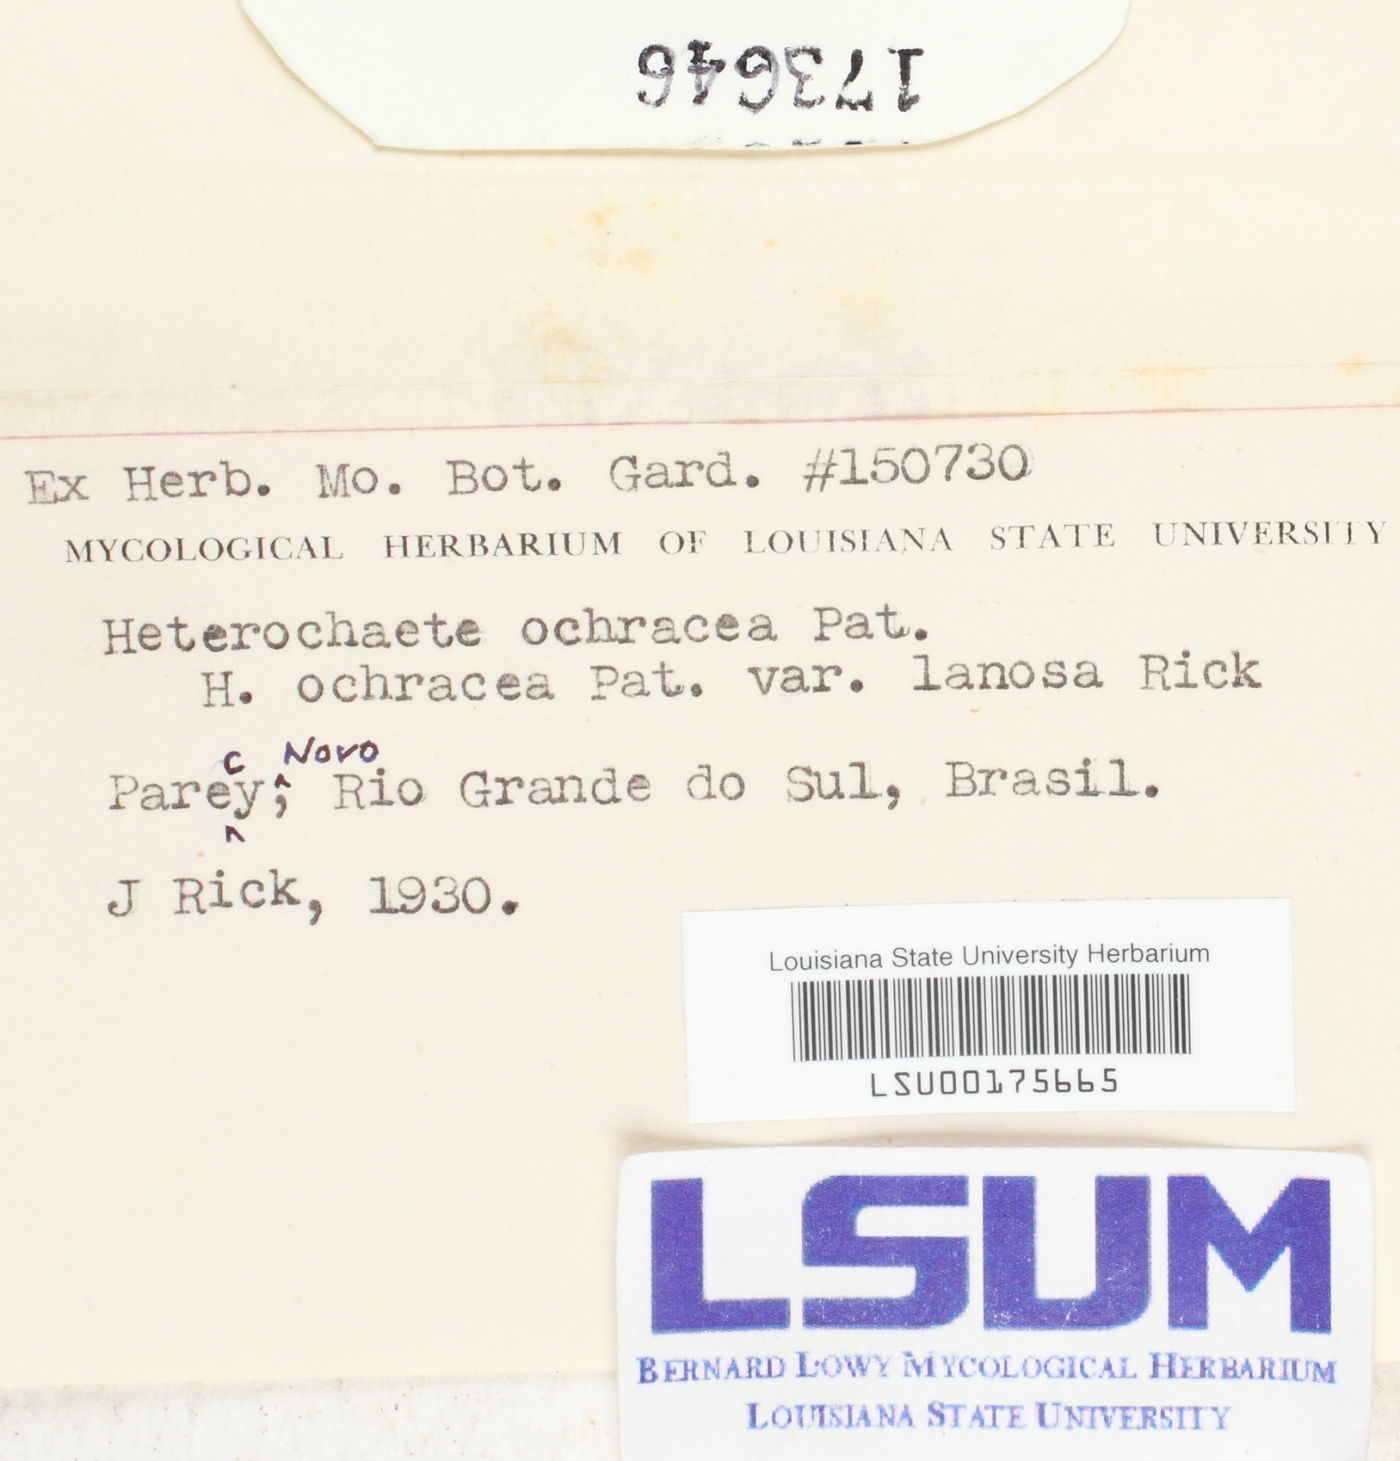 173646
Ex Herb. Mo. Bot. Gard. #150730
MYCOLOGICAL HERBARIUM OF LOUISIANA STATE UNIVERSITY
Heterochaete ochracea Pat.
H. ochracea Pat. var. lanosa Rick
c Novo
Parey; Rio Grande do Sul, Brasil.
J Rick, 1930.
Louisiana State University Herbarium
LSU00175665
LSUM
BERNARD LOWY MYCOLOGICAL HERBARIUM
LOUISIANA STATE UNIVERSITY